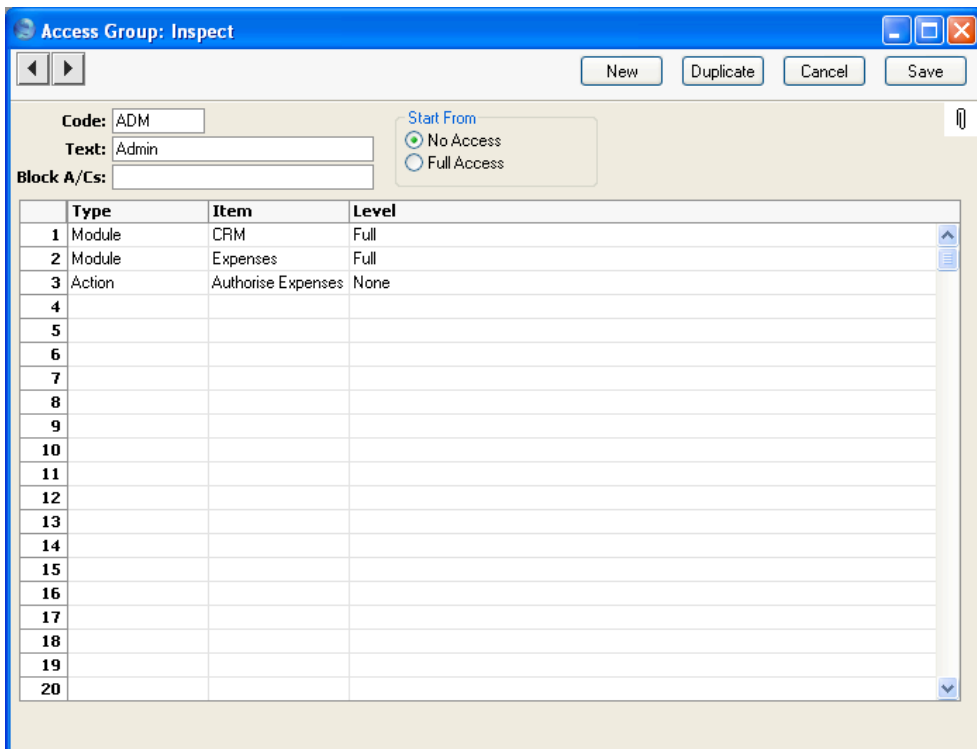 Access Group: Inspect
New Duplicate Cancel Save
Code: ADM
Text: Admin
Block A/Cs:
Start From
No Access
Full Access
Type Item Level
1 Module CRM Full
2 Module Expenses Full
3 Action Authorise Expenses None
4
5
6
7
8
9
10
11
12
13
14
15
16
17
18
19
20